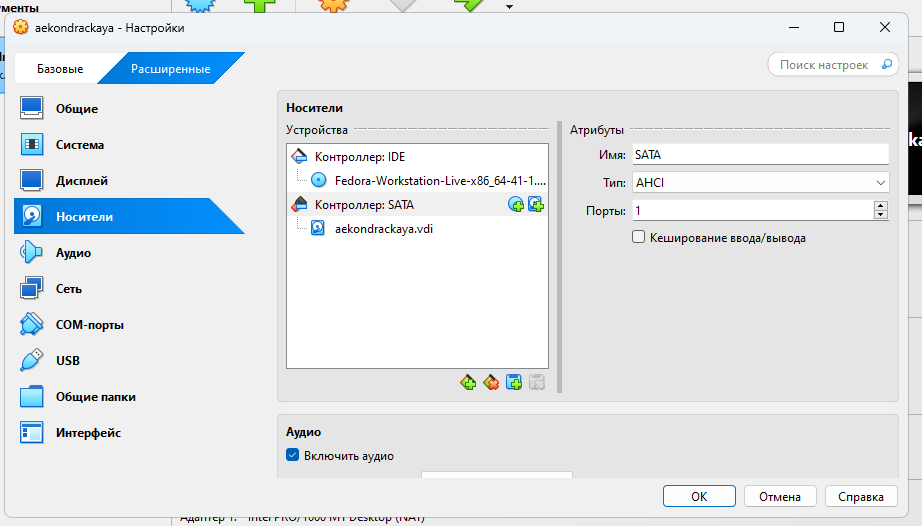 ументы
aekondrackaya - Настройки
Базовые
Расширенные
Поиск настроек
Общие
Система
Дисплей
Носители
Аудио
Сеть
COM-порты
USB
Общие папки
Интерфейс
Носители
Устройства
Контроллер: IDE
Fedora-Workstation-Live-x86_64-41-1....
Контроллер: SATA
aekondrackaya.vdi
Атрибуты
Имя: SATA
Тип: AHCI
Порты: 1
Кеширование ввода/вывода
Аудио
Включить аудио
OK
Отмена
Справка
Адаптер 1: Intel PRO/1000 MT Desktop (NAT)